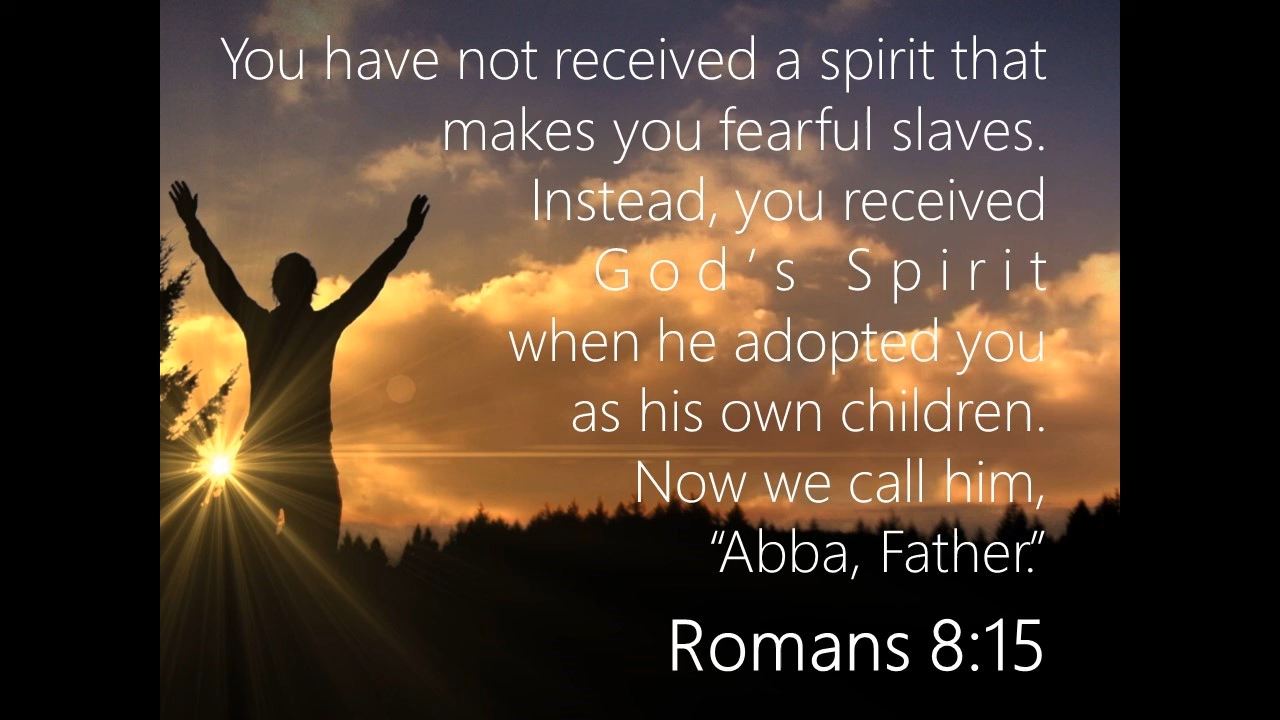 You have not received a spirit that
makes you fearful slaves.
Instead, you received
God’s Spirit
when he adopted you
as his own children.
Now we call him,
“Abba, Father.”
Romans 8:15